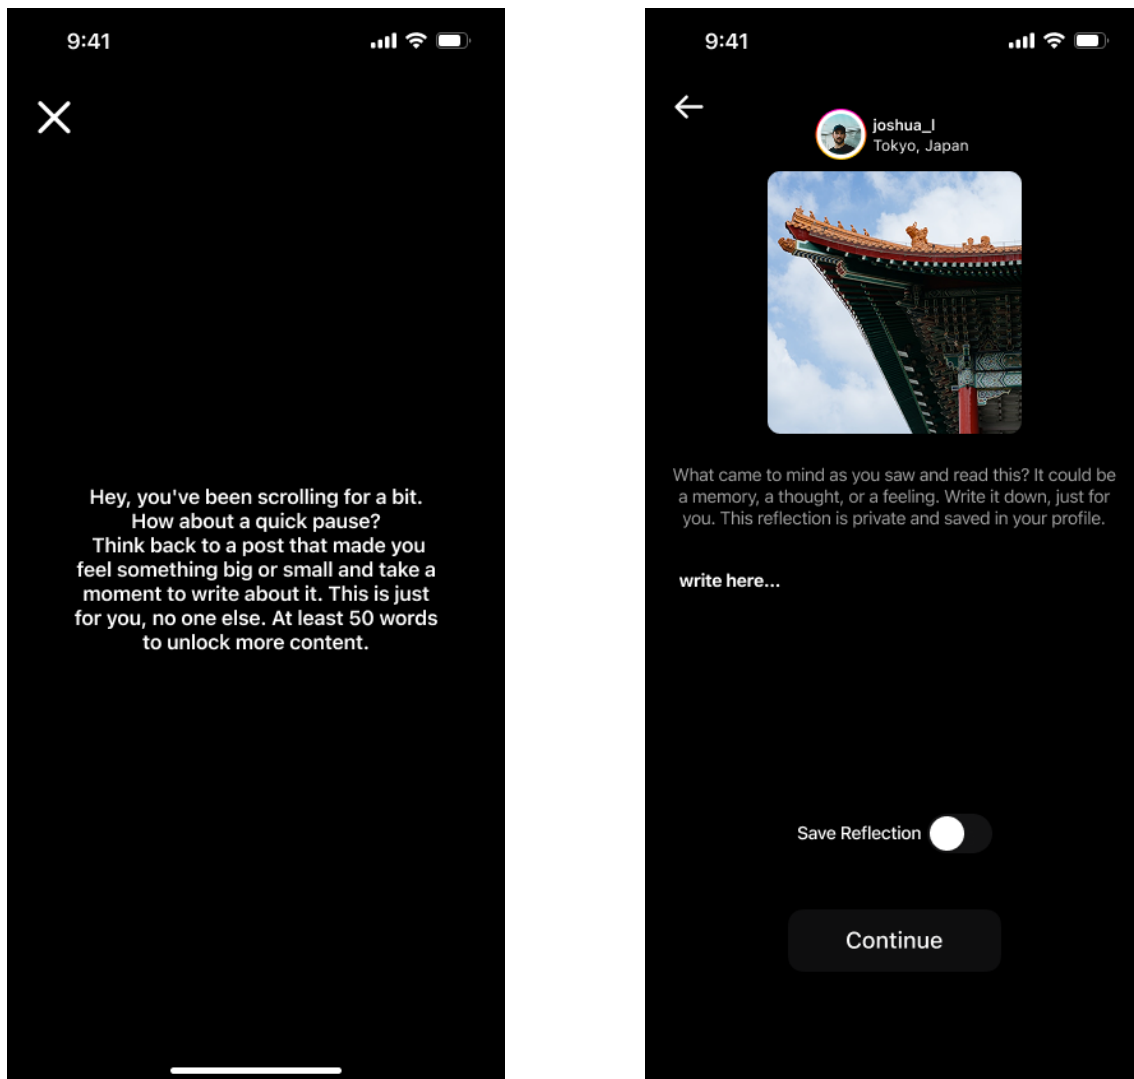 9:41
Hey, you've been scrolling for a bit.
How about a quick pause?
Think back to a post that made you
feel something big or small and take a
moment to write about it. This is just
for you, no one else. At least 50 words
to unlock more content.
9:41
joshua_l
Tokyo, Japan
What came to mind as you saw and read this? It could be
a memory, a thought, or a feeling. Write it down, just for
you. This reflection is private and saved in your profile.
write here...
Save Reflection
Continue